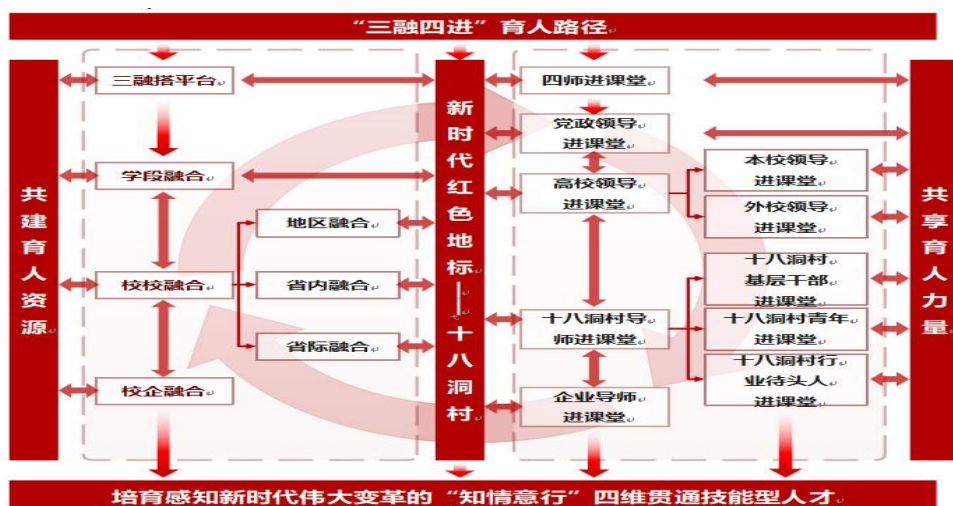 “三融四进”育人路径
共建育人资源
三融搭平台
学段融合
校校融合
校企融合
地区融合
省内融合
省际融合
新时代红色地标——十八洞村
四师进课堂
党政领导
进课堂
高校领导
进课堂
本校领导
进课堂
外校领导
进课堂
十八洞村导
师进课堂
十八洞村
基层干部
进课堂
十八洞村青年
进课堂
十八洞村行
业待头人
进课堂
企业导师
进课堂
共享育人力量
培育感知新时代伟大变革的“知情意行”四维贯通技能型人才